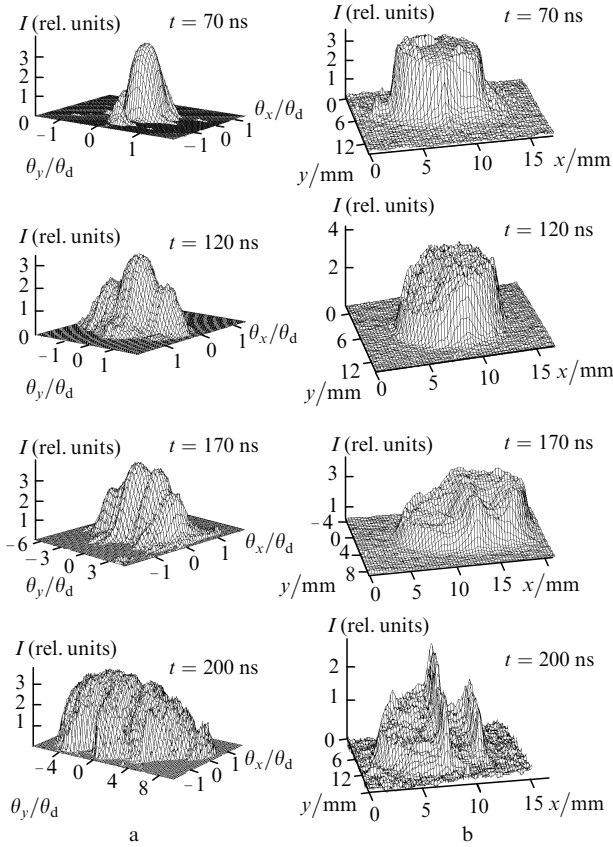 I (rel. units)
t = 70 ns
3
2
1
0
−1
0
1
θy/θd
−1
0
1
θx/θd
I (rel. units)
t = 70 ns
3
2
1
0
6
12
y/mm
0
5
10
15
x/mm
I (rel. units)
t = 120 ns
3
2
1
0
−1
0
1
θy/θd
−1
0
1
θx/θd
I (rel. units)
t = 120 ns
4
2
0
6
12
y/mm
0
5
10
15
x/mm
I (rel. units)
t = 170 ns
3
2
1
−6
−3
0
3
θy/θd
−1
0
1
θx/θd
I (rel. units)
t = 170 ns
3
1
−4
0
4
8
y/mm
0
5
10
15
x/mm
I (rel. units)
t = 200 ns
3
2
1
−4
0
4
8
θy/θd
−1
0
1
θx/θd
I (rel. units)
t = 200 ns
2
1
0
6
12
y/mm
0
5
10
15
x/mm
a
b